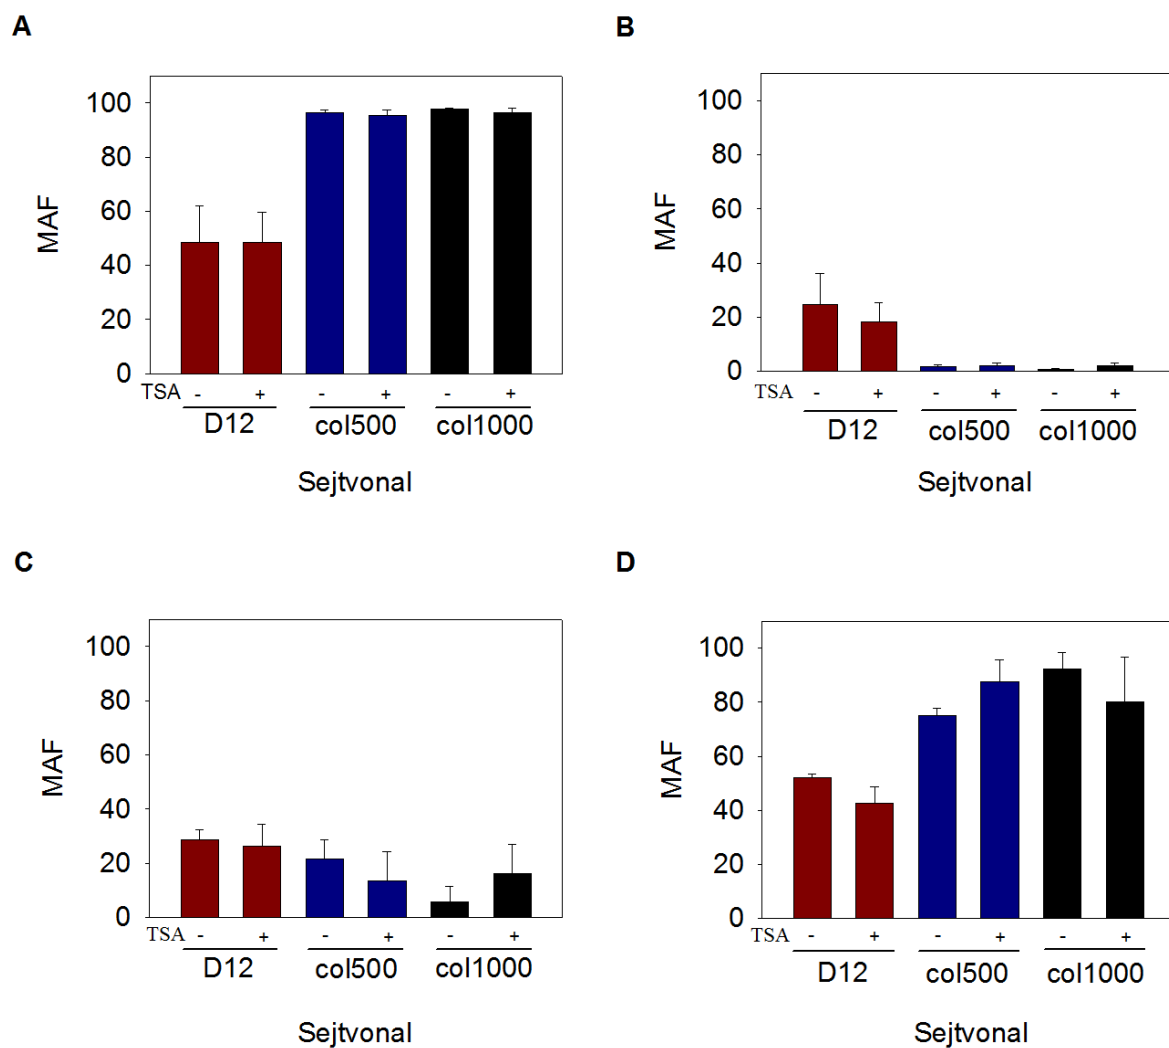 A
MAF
100
80
60
40
20
0
TSA - + - + - +
D12 col500 col1000
Sejtvonal
B
MAF
100
80
60
40
20
0
TSA - + - + - +
D12 col500 col1000
Sejtvonal
C
MAF
100
80
60
40
20
0
TSA - + - + - +
D12 col500 col1000
Sejtvonal
D
MAF
100
80
60
40
20
0
TSA - + - + - +
D12 col500 col1000
Sejtvonal